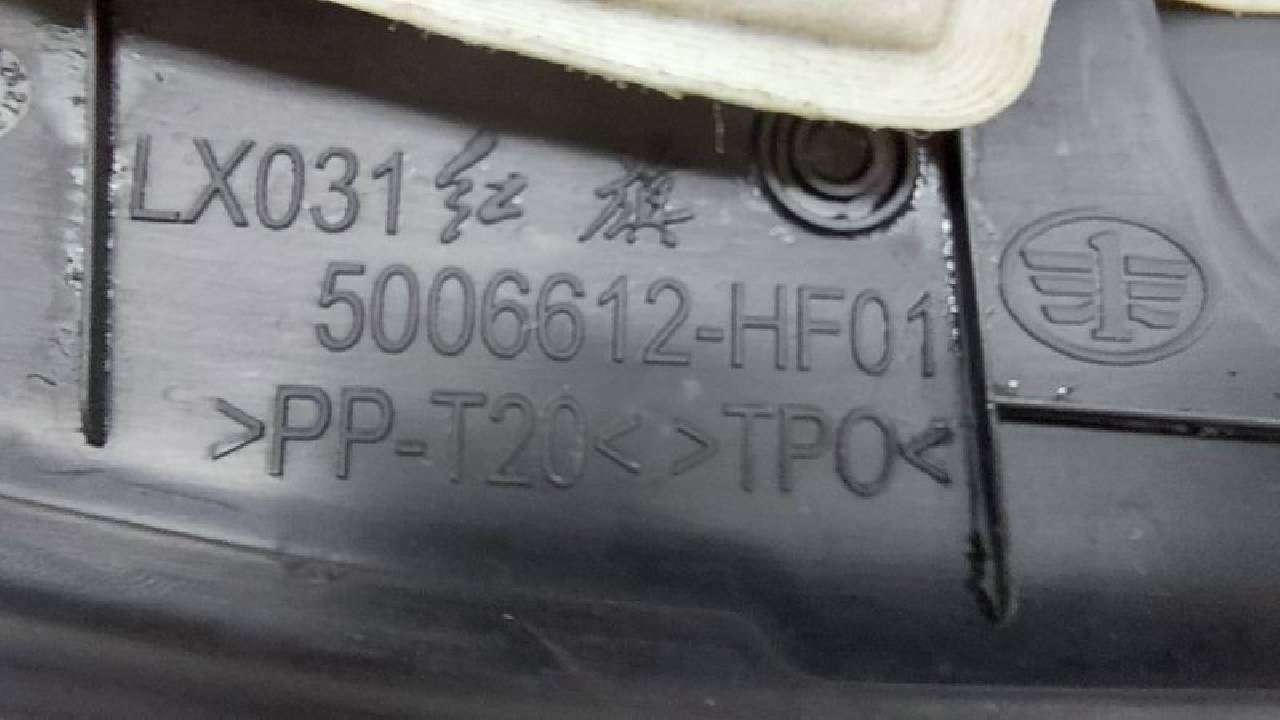 LX031 红旗
5006612-HF01
>PP-T20< >TPO<